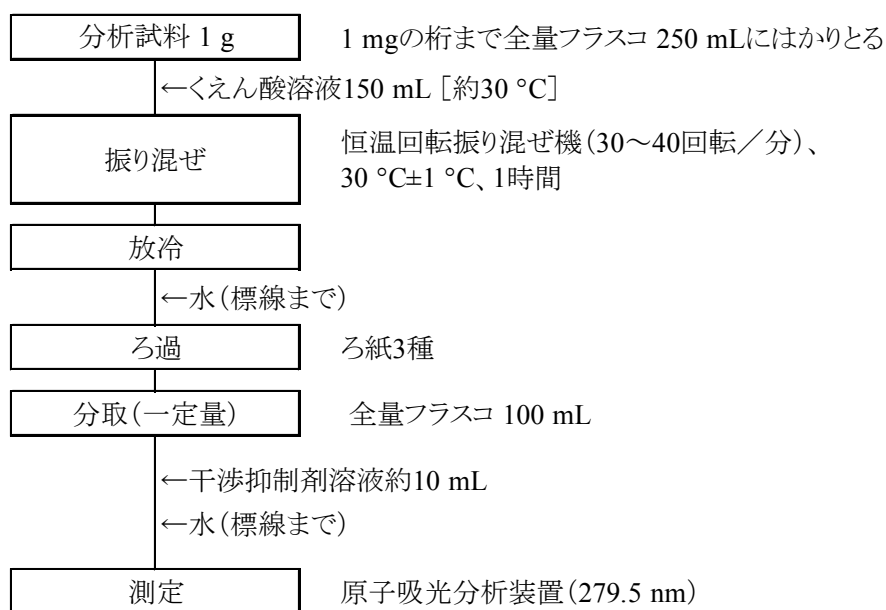 分析試料 1 g 1 mgの桁まで全量フラスコ 250 mLにはかりとる
←くえん酸溶液150 mL［約30 °C］
振り混ぜ 恒温回転振り混ぜ機（30～40回転／分）、
30 °C±1 °C、1時間
放冷
←水（標線まで）
ろ過 ろ紙3種
分取（一定量） 全量フラスコ 100 mL
←干渉抑制剤溶液約10 mL
←水（標線まで）
測定 原子吸光分析装置（279.5 nm）